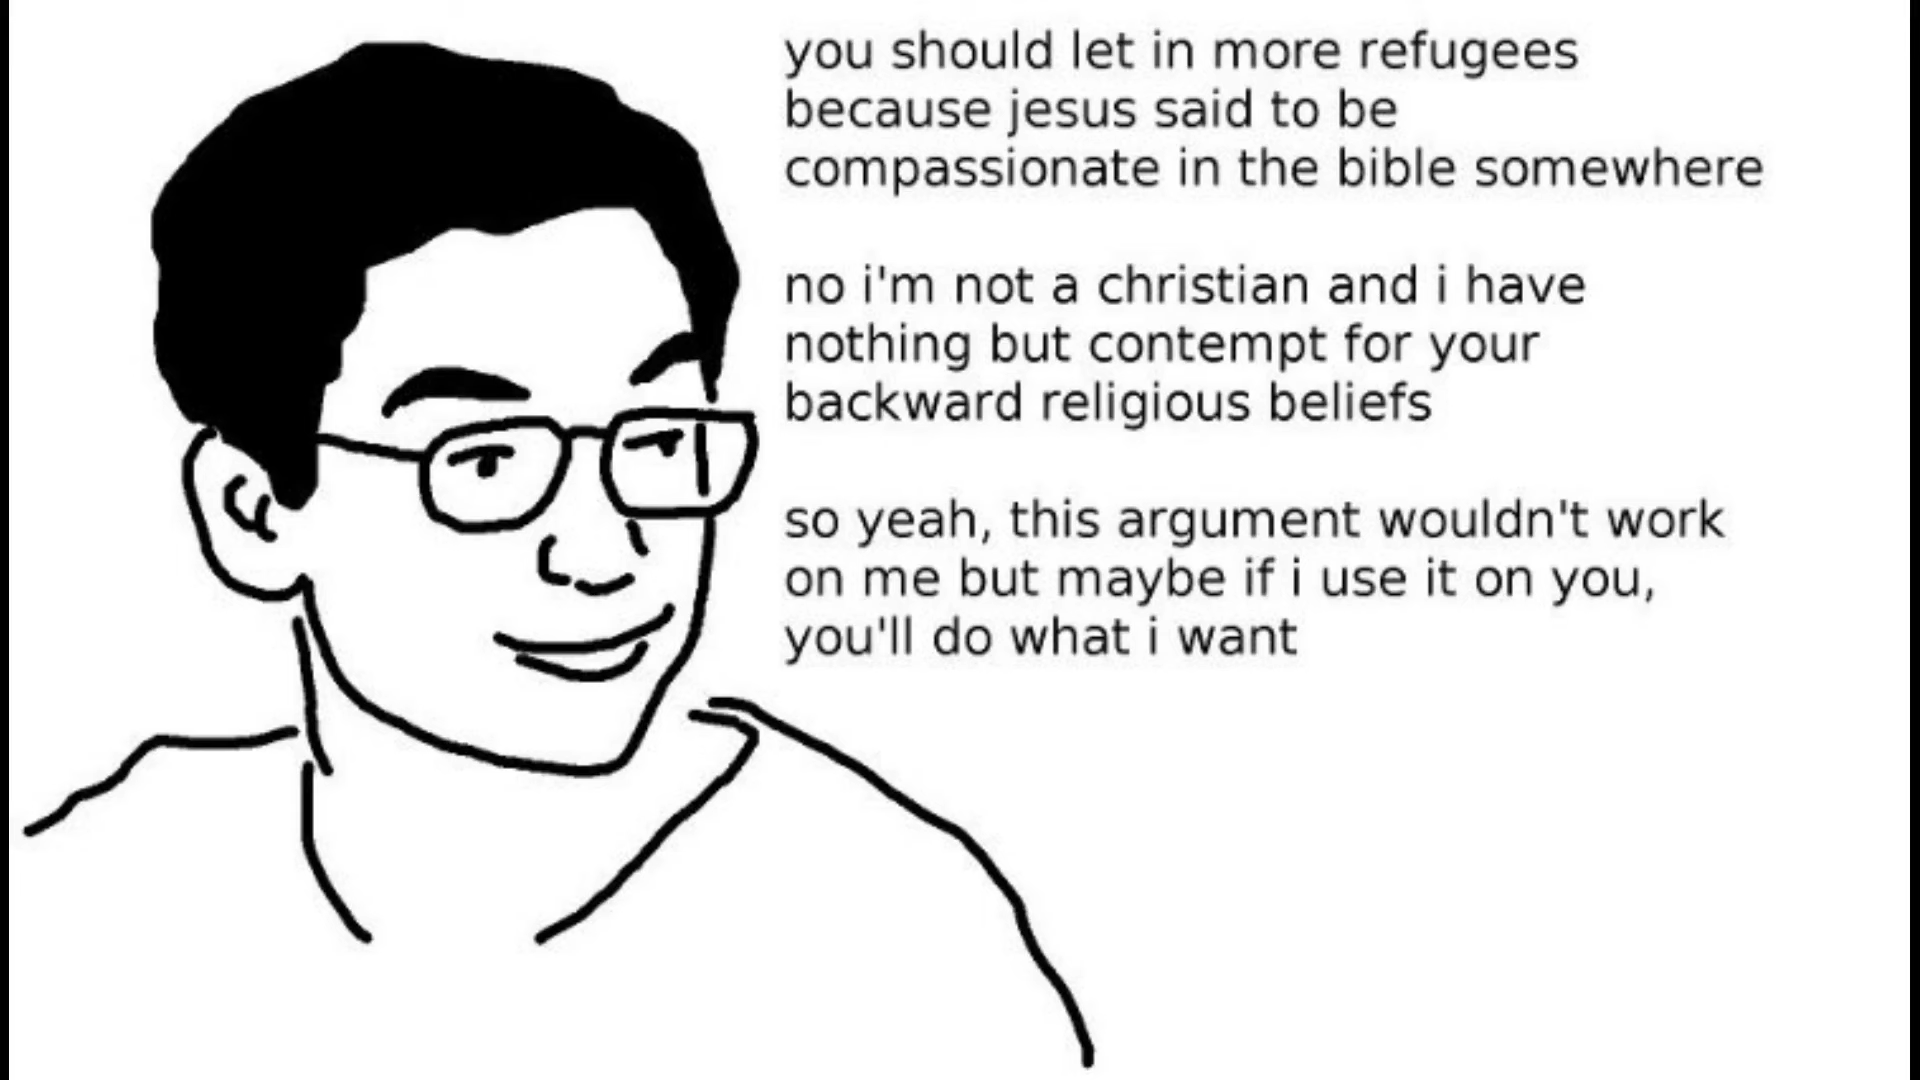 you should let in more refugees
because jesus said to be
compassionate in the bible somewhere
no i'm not a christian and i have
nothing but contempt for your
backward religious beliefs
so yeah, this argument wouldn't work
on me but maybe if i use it on you,
you'll do what i want